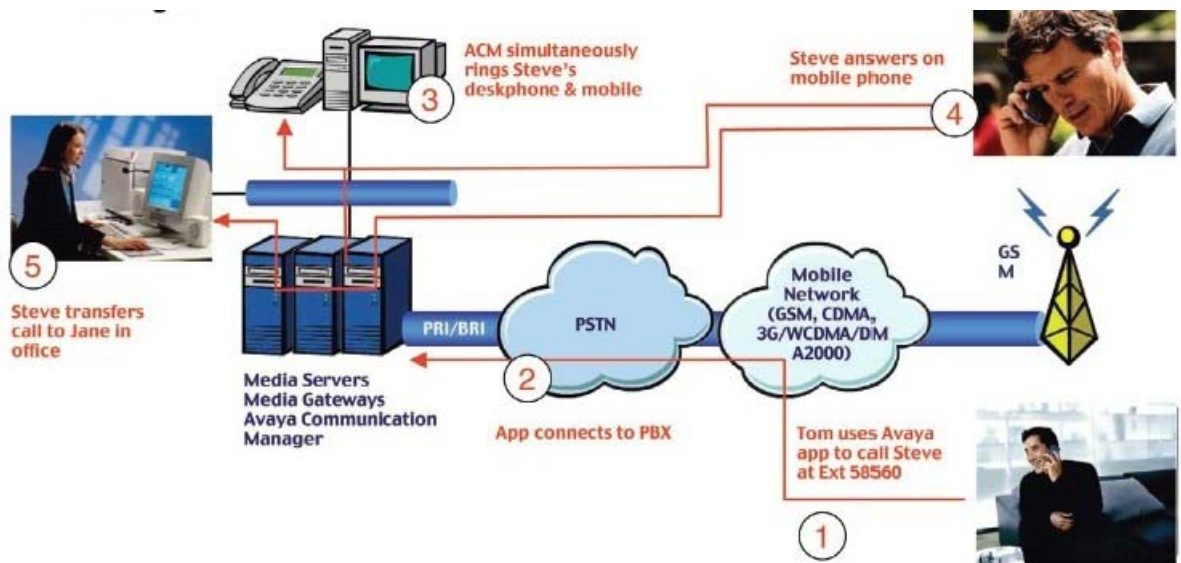 ACM simultaneously
rings Steve's
deskphone & mobile
3
Steve answers on
mobile phone
4
5
Steve transfers
call to Jane in
office
PRI/BRI
PSTN
Mobile
Network
(GSM, CDMA,
3G/WCDMA/DM
A2000)
GS
M
2
Media Servers
Media Gateways
Avaya Communication
Manager
App connects to PBX
Tom uses Avaya
app to call Steve
at Ext 58560
1